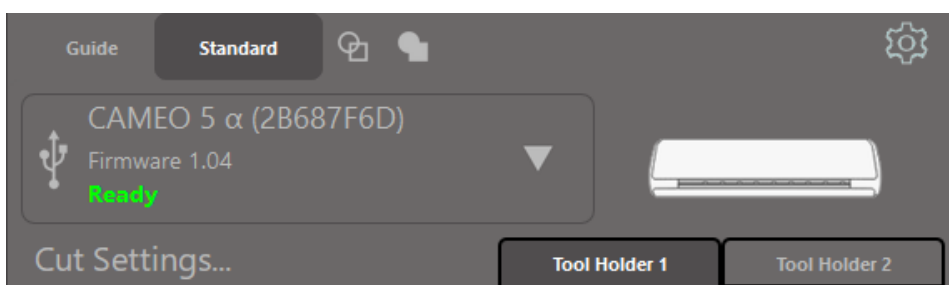 Guide Standard
CAMEO 5 α (2B687F6D)
Firmware 1.04
Ready
Cut Settings...
Tool Holder 1 Tool Holder 2